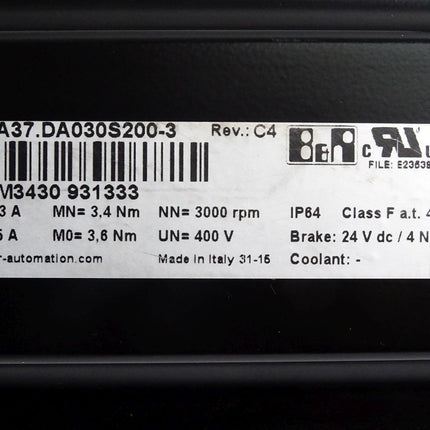 A37.DA030S200-3 Rev.: C4 B&R c RU u
FILE: E23539
M3430 931333
3 A MN= 3,4 Nm NN= 3000 rpm IP64 Class F a.t. 4
5 A M0= 3,6 Nm UN= 400 V Brake: 24 V dc / 4 N
r-automation.com Made in Italy 31-15 Coolant: -